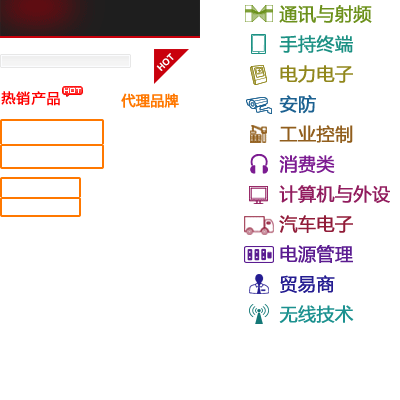 HOT
热销产品 HOT
代理品牌
通讯与射频
手持终端
电力电子
安防
工业控制
消费类
计算机与外设
汽车电子
电源管理
贸易商
无线技术